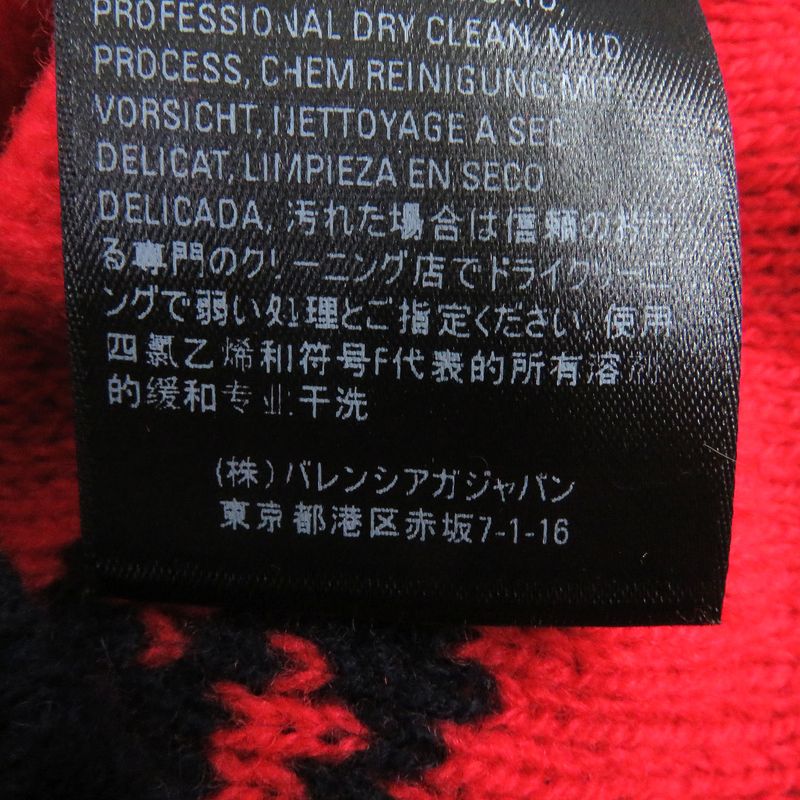 PROFESSIONAL DRY CLEAN, MILD
PROCESS, CHEM REINIGUNG MIT
VORSICHT, NETTOYAGE A SEC
DELICAT, LIMPIEZA EN SECO
DELICADA, 汚れた場合は信頼のおけ
る専門のクリーニング店でドライクリーニ
ングで弱い処理とご指定ください. 使用
四氯乙烯和符号F代表的所有溶剂
的缓和专业干洗
(株)バレンシアガジャパン
東京都港区赤坂7-1-16